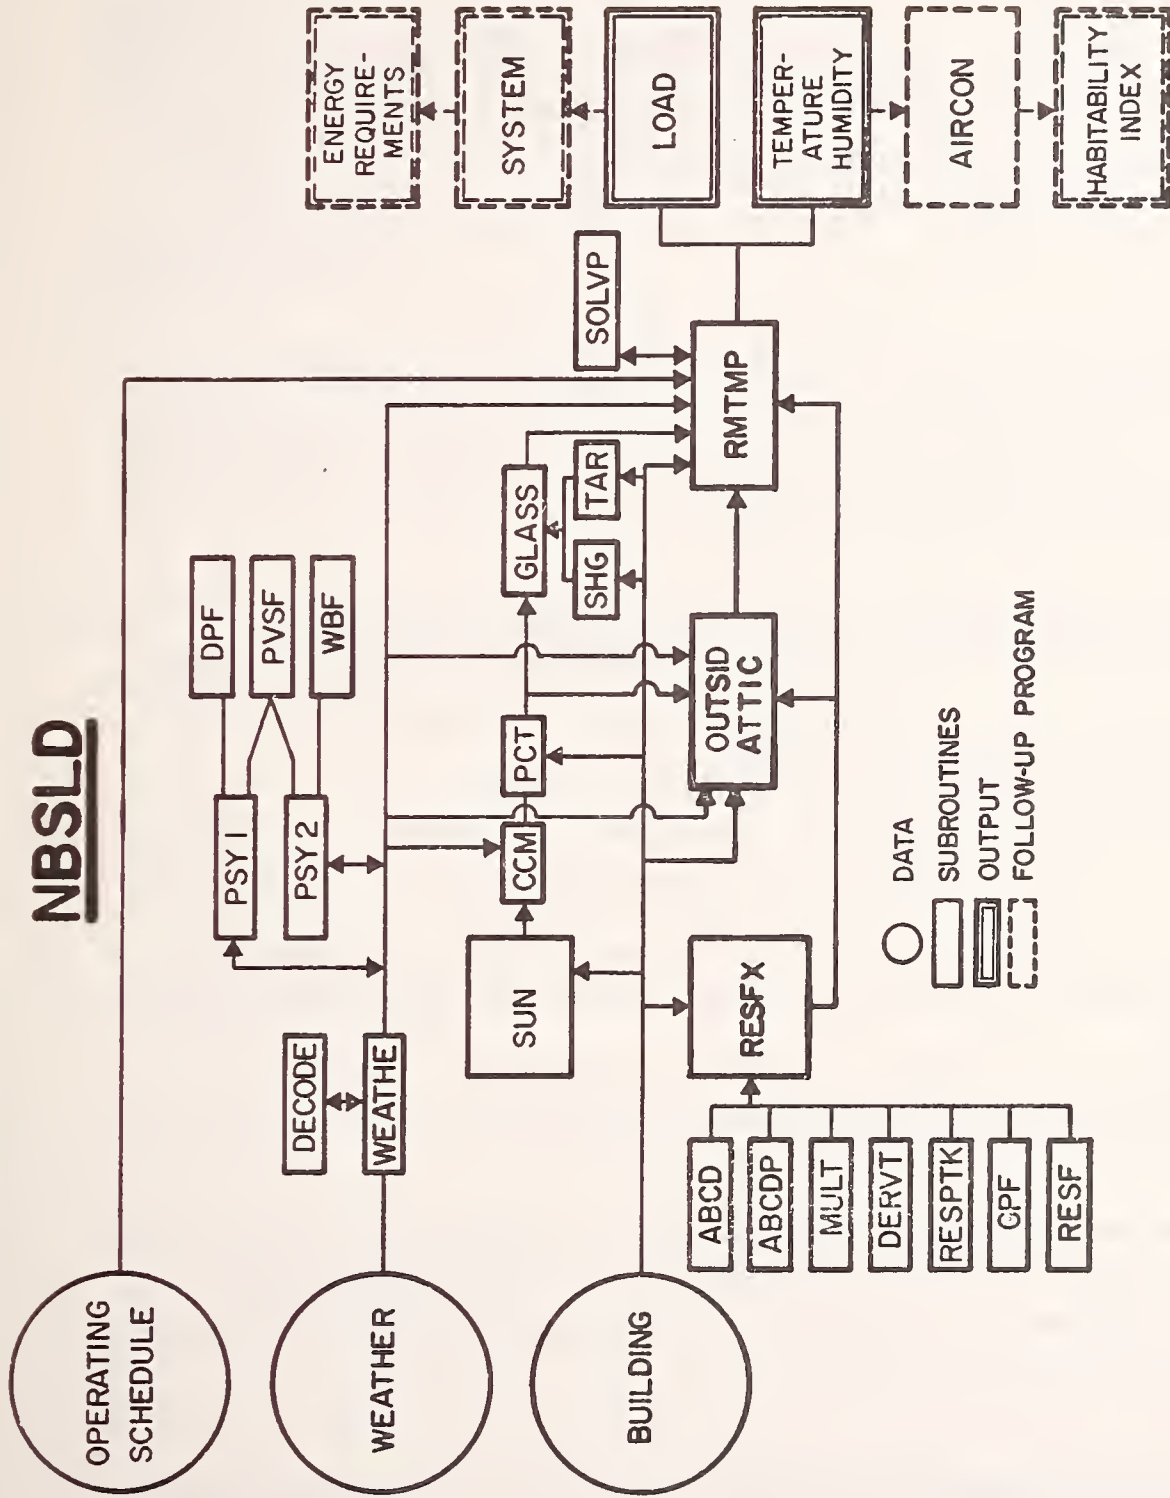 NBSLD
OPERATING
SCHEDULE
WEATHER
BUILDING
DECODE
WEATHE
PSY 1
PSY 2
DPF
PVSF
WBF
SUN
CCM
PCT
GLASS
SHG
TAR
SOLVP
RESFX
OUTSID
ATTIC
RMTMP
ABCD
ABCDP
MULT
DERVT
RESPTK
CPF
RESF
ENERGY
REQUIRE-
MENTS
SYSTEM
LOAD
TEMPER-
ATURE
HUMIDITY
AIRCON
HABITABILITY
INDEX
DATA
SUBROUTINES
OUTPUT
FOLLOW-UP PROGRAM